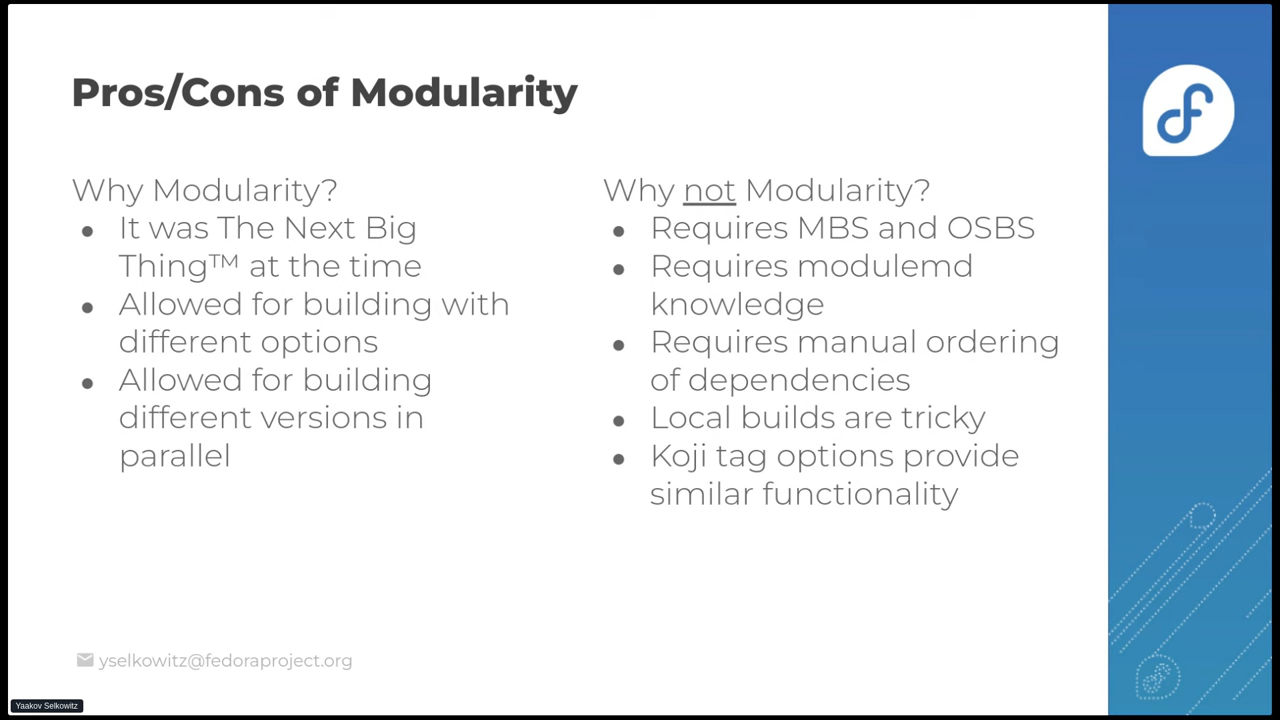 Pros/Cons of Modularity
Why Modularity?
● It was The Next Big
Thing™ at the time
● Allowed for building with
different options
● Allowed for building
different versions in
parallel
Why not Modularity?
● Requires MBS and OSBS
● Requires modulemd
knowledge
● Requires manual ordering
of dependencies
● Local builds are tricky
● Koji tag options provide
similar functionality
yselkowitz@fedoraproject.org
Yaakov Selkowitz